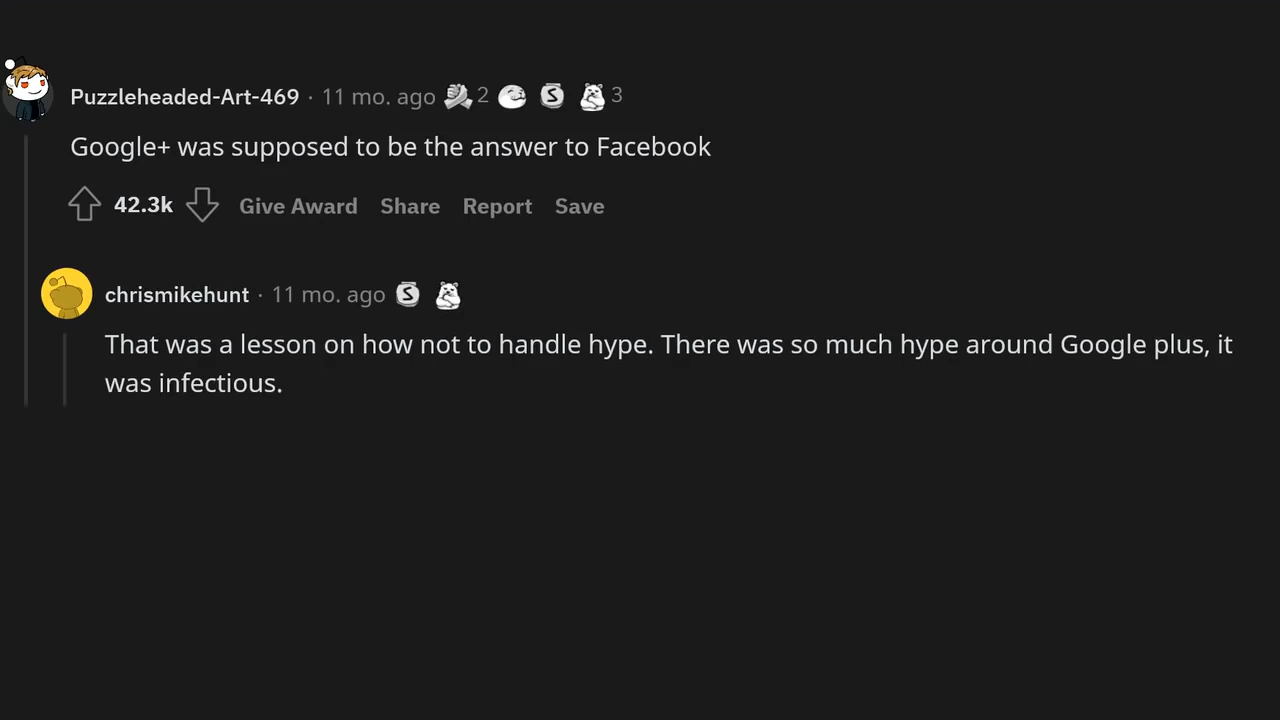 Puzzleheaded-Art-469 · 11 mo. ago 2 S 3
Google+ was supposed to be the answer to Facebook
42.3k Give Award Share Report Save
chrismikehunt · 11 mo. ago S
That was a lesson on how not to handle hype. There was so much hype around Google plus, it
was infectious.